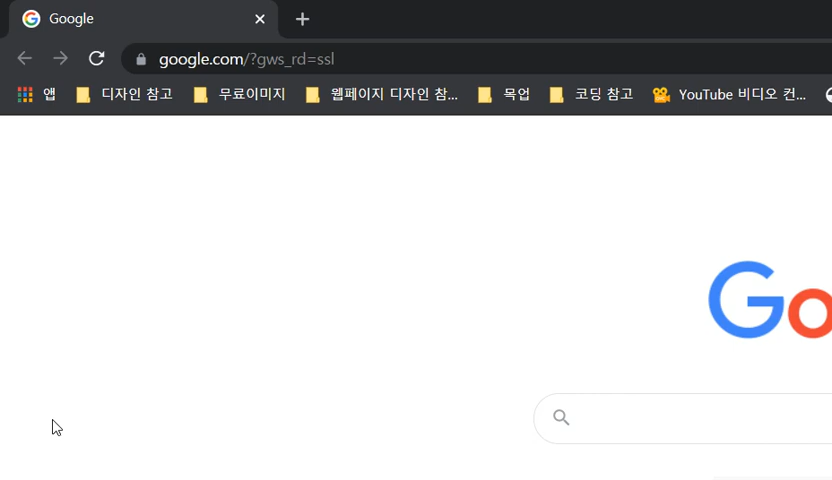 Google
google.com/?gws_rd=ssl
앱 디자인 참고 무료이미지 웹페이지 디자인 참... 목업 코딩 참고 YouTube 비디오 컨...
Go